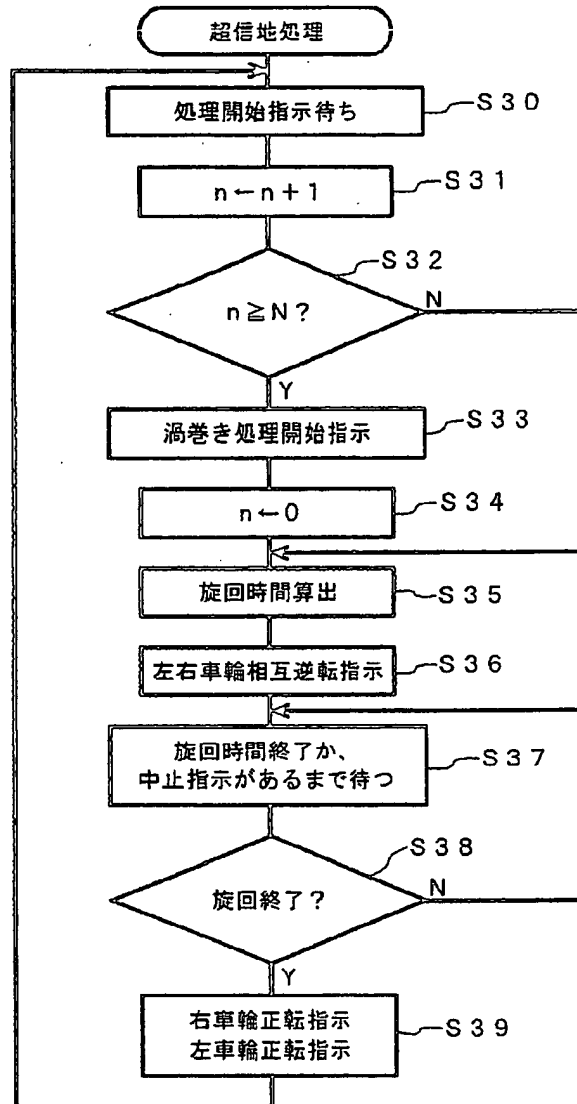 超信地処理
処理開始指示待ち
S30
n←n+1
S31
n≧N?
S32
N
Y
渦巻き処理開始指示
S33
n←0
S34
旋回時間算出
S35
左右車輪相互逆転指示
S36
旋回時間終了か、
中止指示があるまで待つ
S37
旋回終了?
S38
N
Y
右車輪正転指示
左車輪正転指示
S39